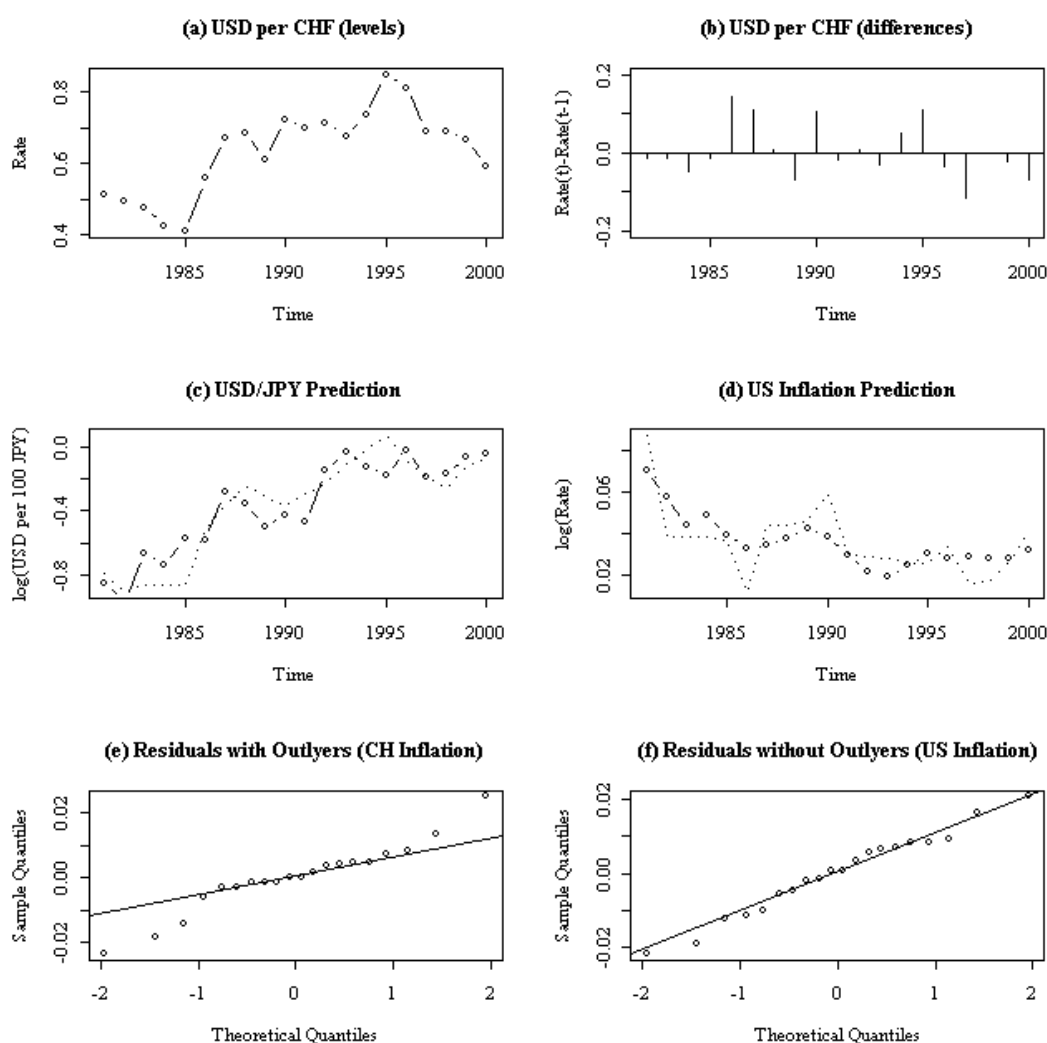 (a) USD per CHF (levels)
Rate
0.4 0.6 0.8
1985 1990 1995 2000
Time
(b) USD per CHF (differences)
Rate(t)-Rate(t-1)
-0.2 0.0 0.2
1985 1990 1995 2000
Time
(c) USD/JPY Prediction
log(USD per 100 JPY)
-0.8 -0.4 0.0
1985 1990 1995 2000
Time
(d) US Inflation Prediction
log(Rate)
0.02 0.06
1985 1990 1995 2000
Time
(e) Residuals with Outlyers (CH Inflation)
Sample Quantiles
-0.02 0.00 0.02
-2 -1 0 1 2
Theoretical Quantiles
(f) Residuals without Outlyers (US Inflation)
Sample Quantiles
-0.02 0.00 0.02
-2 -1 0 1 2
Theoretical Quantiles